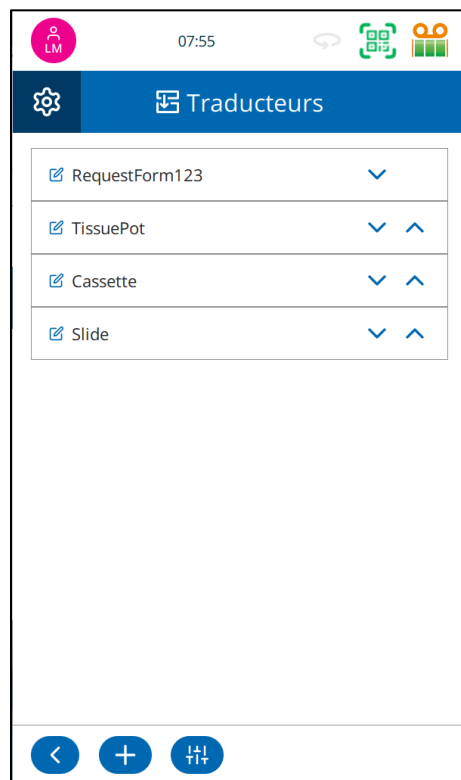 LM
07:55
Traducteurs
RequestForm123
TissuePot
Cassette
Slide